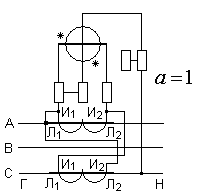 *
*
a=1
И₁ И₂
А Л₁ Л₂
В
И₁ И₂
С Л₁ Л₂
Г Н